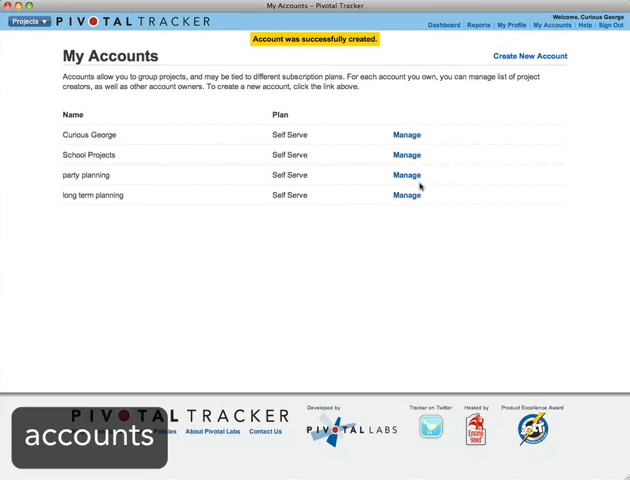 My Accounts – Pivotal Tracker
Projects ▼ PIVOTAL TRACKER
Welcome, Curious George
Dashboard | Reports | My Profile | My Accounts | Help | Sign Out
Account was successfully created.
My Accounts
Create New Account
Accounts allow you to group projects, and may be tied to different subscription plans. For each account you own, you can manage list of project
creators, as well as other account owners. To create a new account, click the link above.
Name Plan
Curious George Self Serve Manage
School Projects Self Serve Manage
party planning Self Serve Manage
long term planning Self Serve Manage
PIVOTAL TRACKER
Policies About Pivotal Labs Contact Us
Developed by
PIVOTAL LABS
Tracker on Twitter
Hosted by
Engine Yard
Product Excellence Award
JOLT
accounts